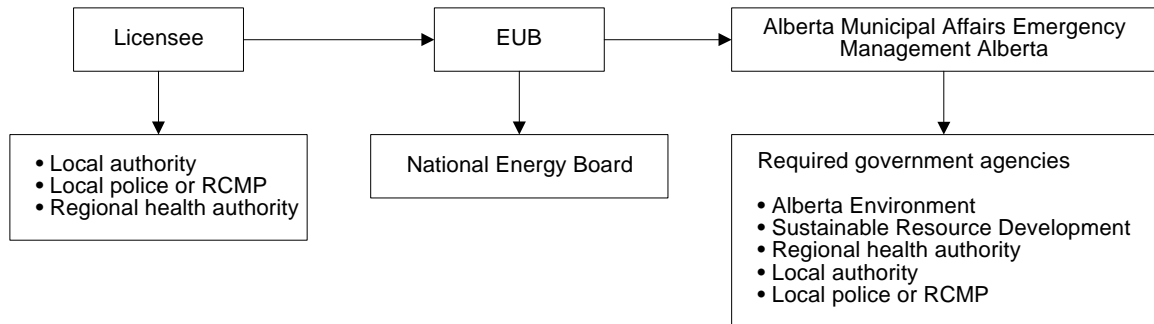 Licensee
EUB
Alberta Municipal Affairs Emergency
Management Alberta
• Local authority
• Local police or RCMP
• Regional health authority
National Energy Board
Required government agencies
• Alberta Environment
• Sustainable Resource Development
• Regional health authority
• Local authority
• Local police or RCMP